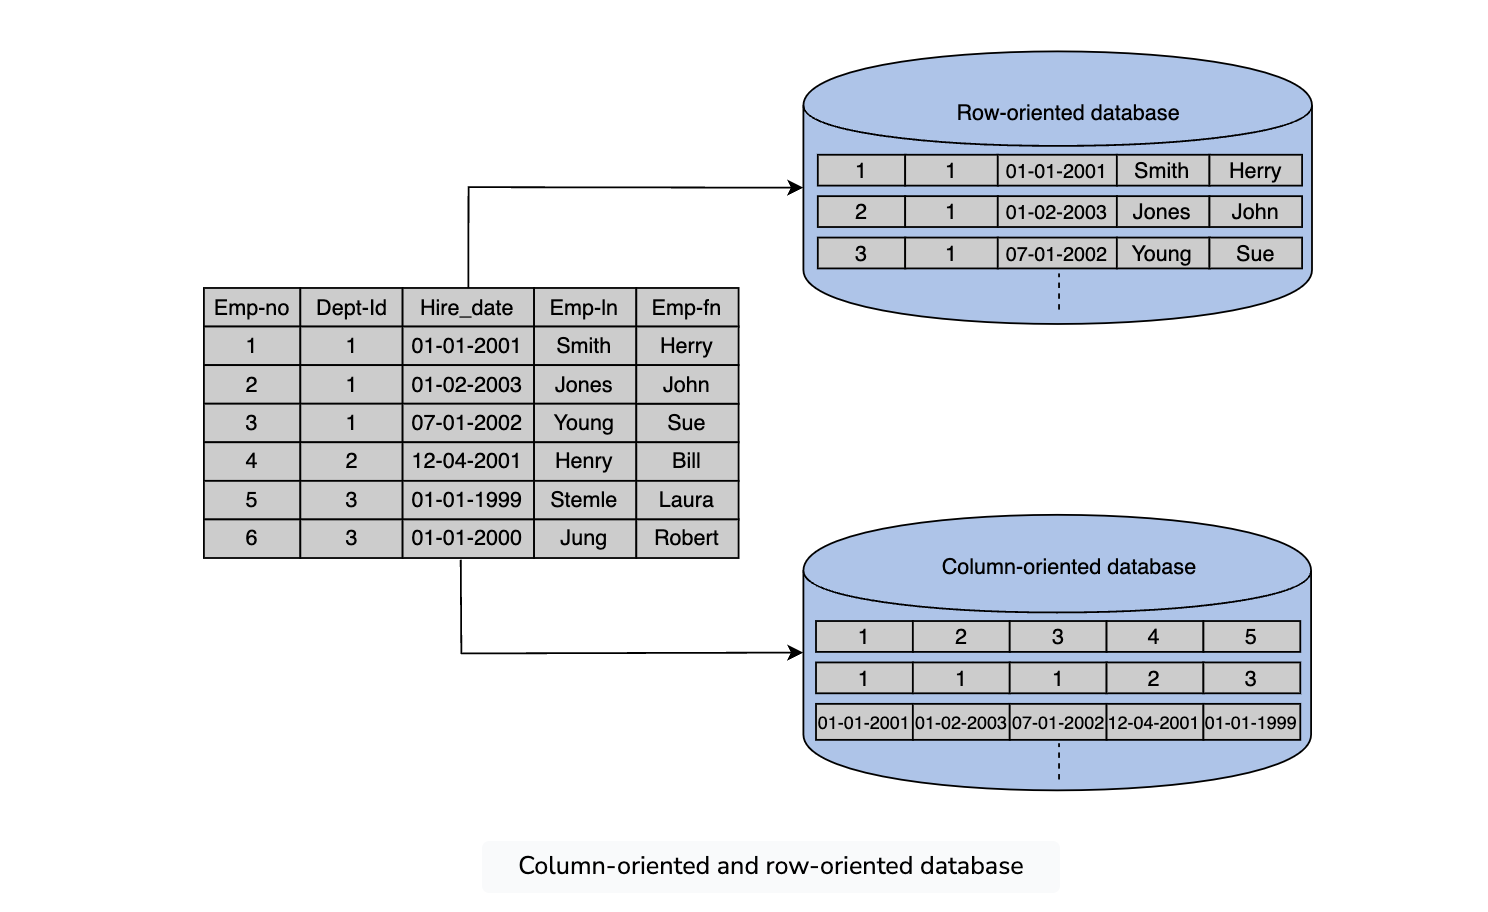 Row-oriented database
1 1 01-01-2001 Smith Herry
2 1 01-02-2003 Jones John
3 1 07-01-2002 Young Sue
Emp-no Dept-Id Hire_date Emp-ln Emp-fn
1 1 01-01-2001 Smith Herry
2 1 01-02-2003 Jones John
3 1 07-01-2002 Young Sue
4 2 12-04-2001 Henry Bill
5 3 01-01-1999 Stemle Laura
6 3 01-01-2000 Jung Robert
Column-oriented database
1 2 3 4 5
1 1 1 2 3
01-01-2001 01-02-2003 07-01-2002 12-04-2001 01-01-1999
Column-oriented and row-oriented database